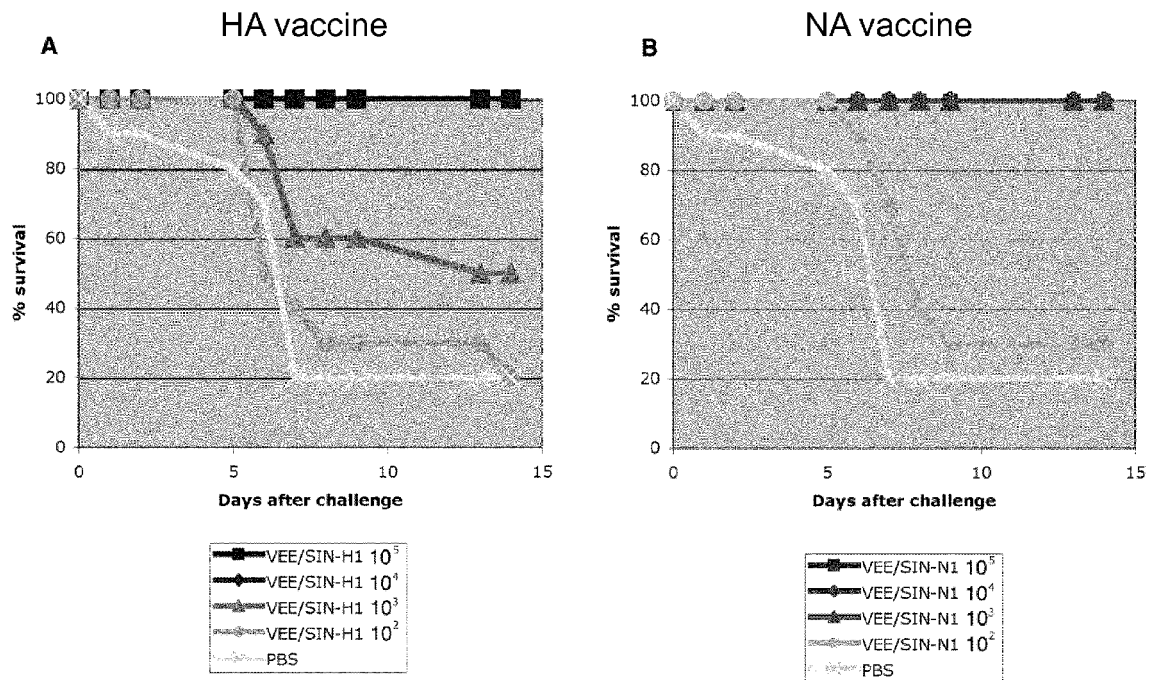 HA vaccine
A
% survival
100
80
60
40
20
0
0 5 10 15
Days after challenge
VEE/SIN-H1 10⁵
VEE/SIN-H1 10⁴
VEE/SIN-H1 10³
VEE/SIN-H1 10²
PBS
NA vaccine
B
% survival
100
80
60
40
20
0
0 5 10 15
Days after challenge
VEE/SIN-N1 10⁵
VEE/SIN-N1 10⁴
VEE/SIN-N1 10³
VEE/SIN-N1 10²
PBS